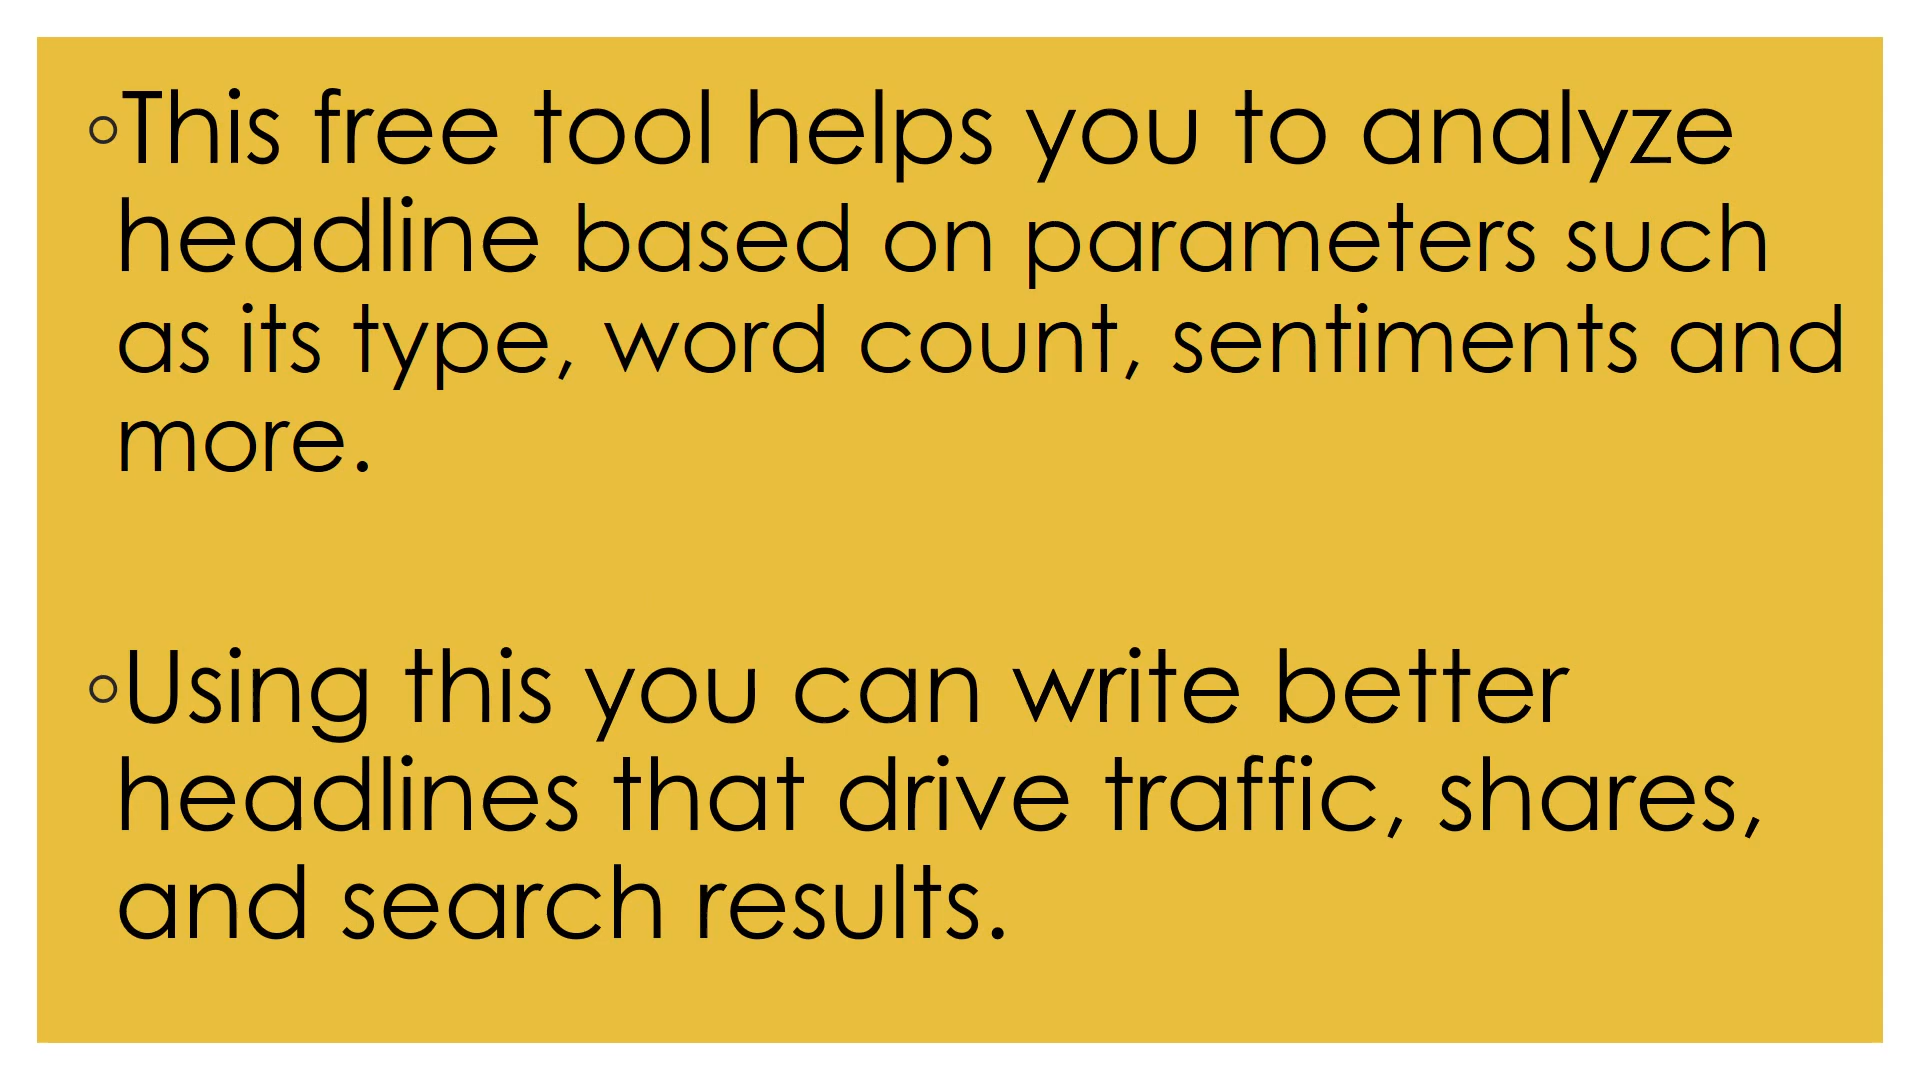 ◦This free tool helps you to analyze
headline based on parameters such
as its type, word count, sentiments and
more.
◦Using this you can write better
headlines that drive traffic, shares,
and search results.